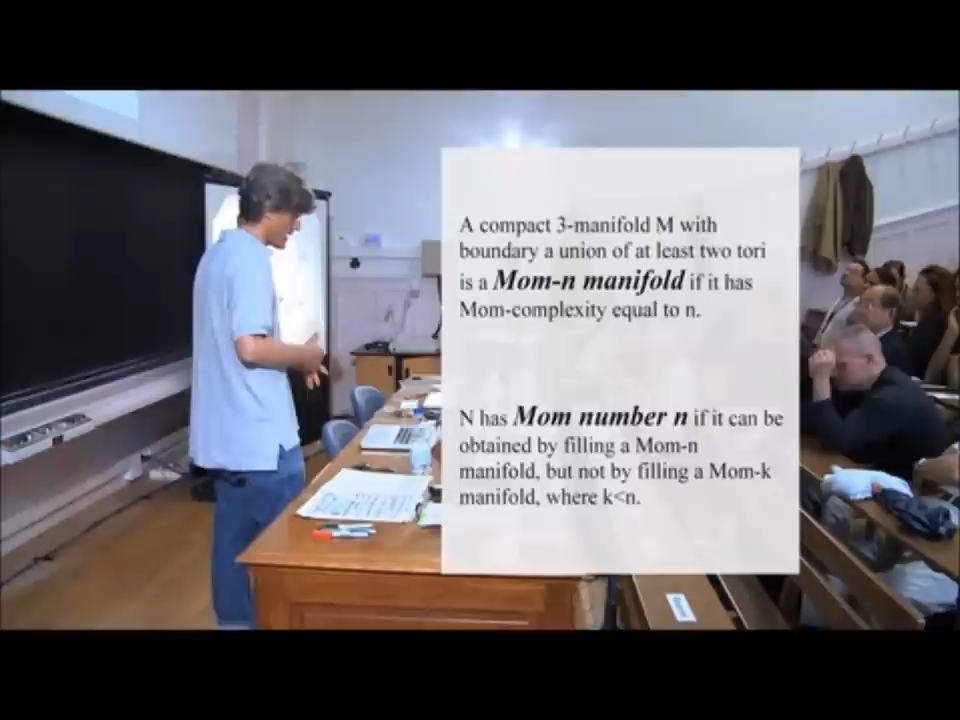 A compact 3-manifold M with
boundary a union of at least two tori
is a Mom-n manifold if it has
Mom-complexity equal to n.
N has Mom number n if it can be
obtained by filling a Mom-n
manifold, but not by filling a Mom-k
manifold, where k<n.